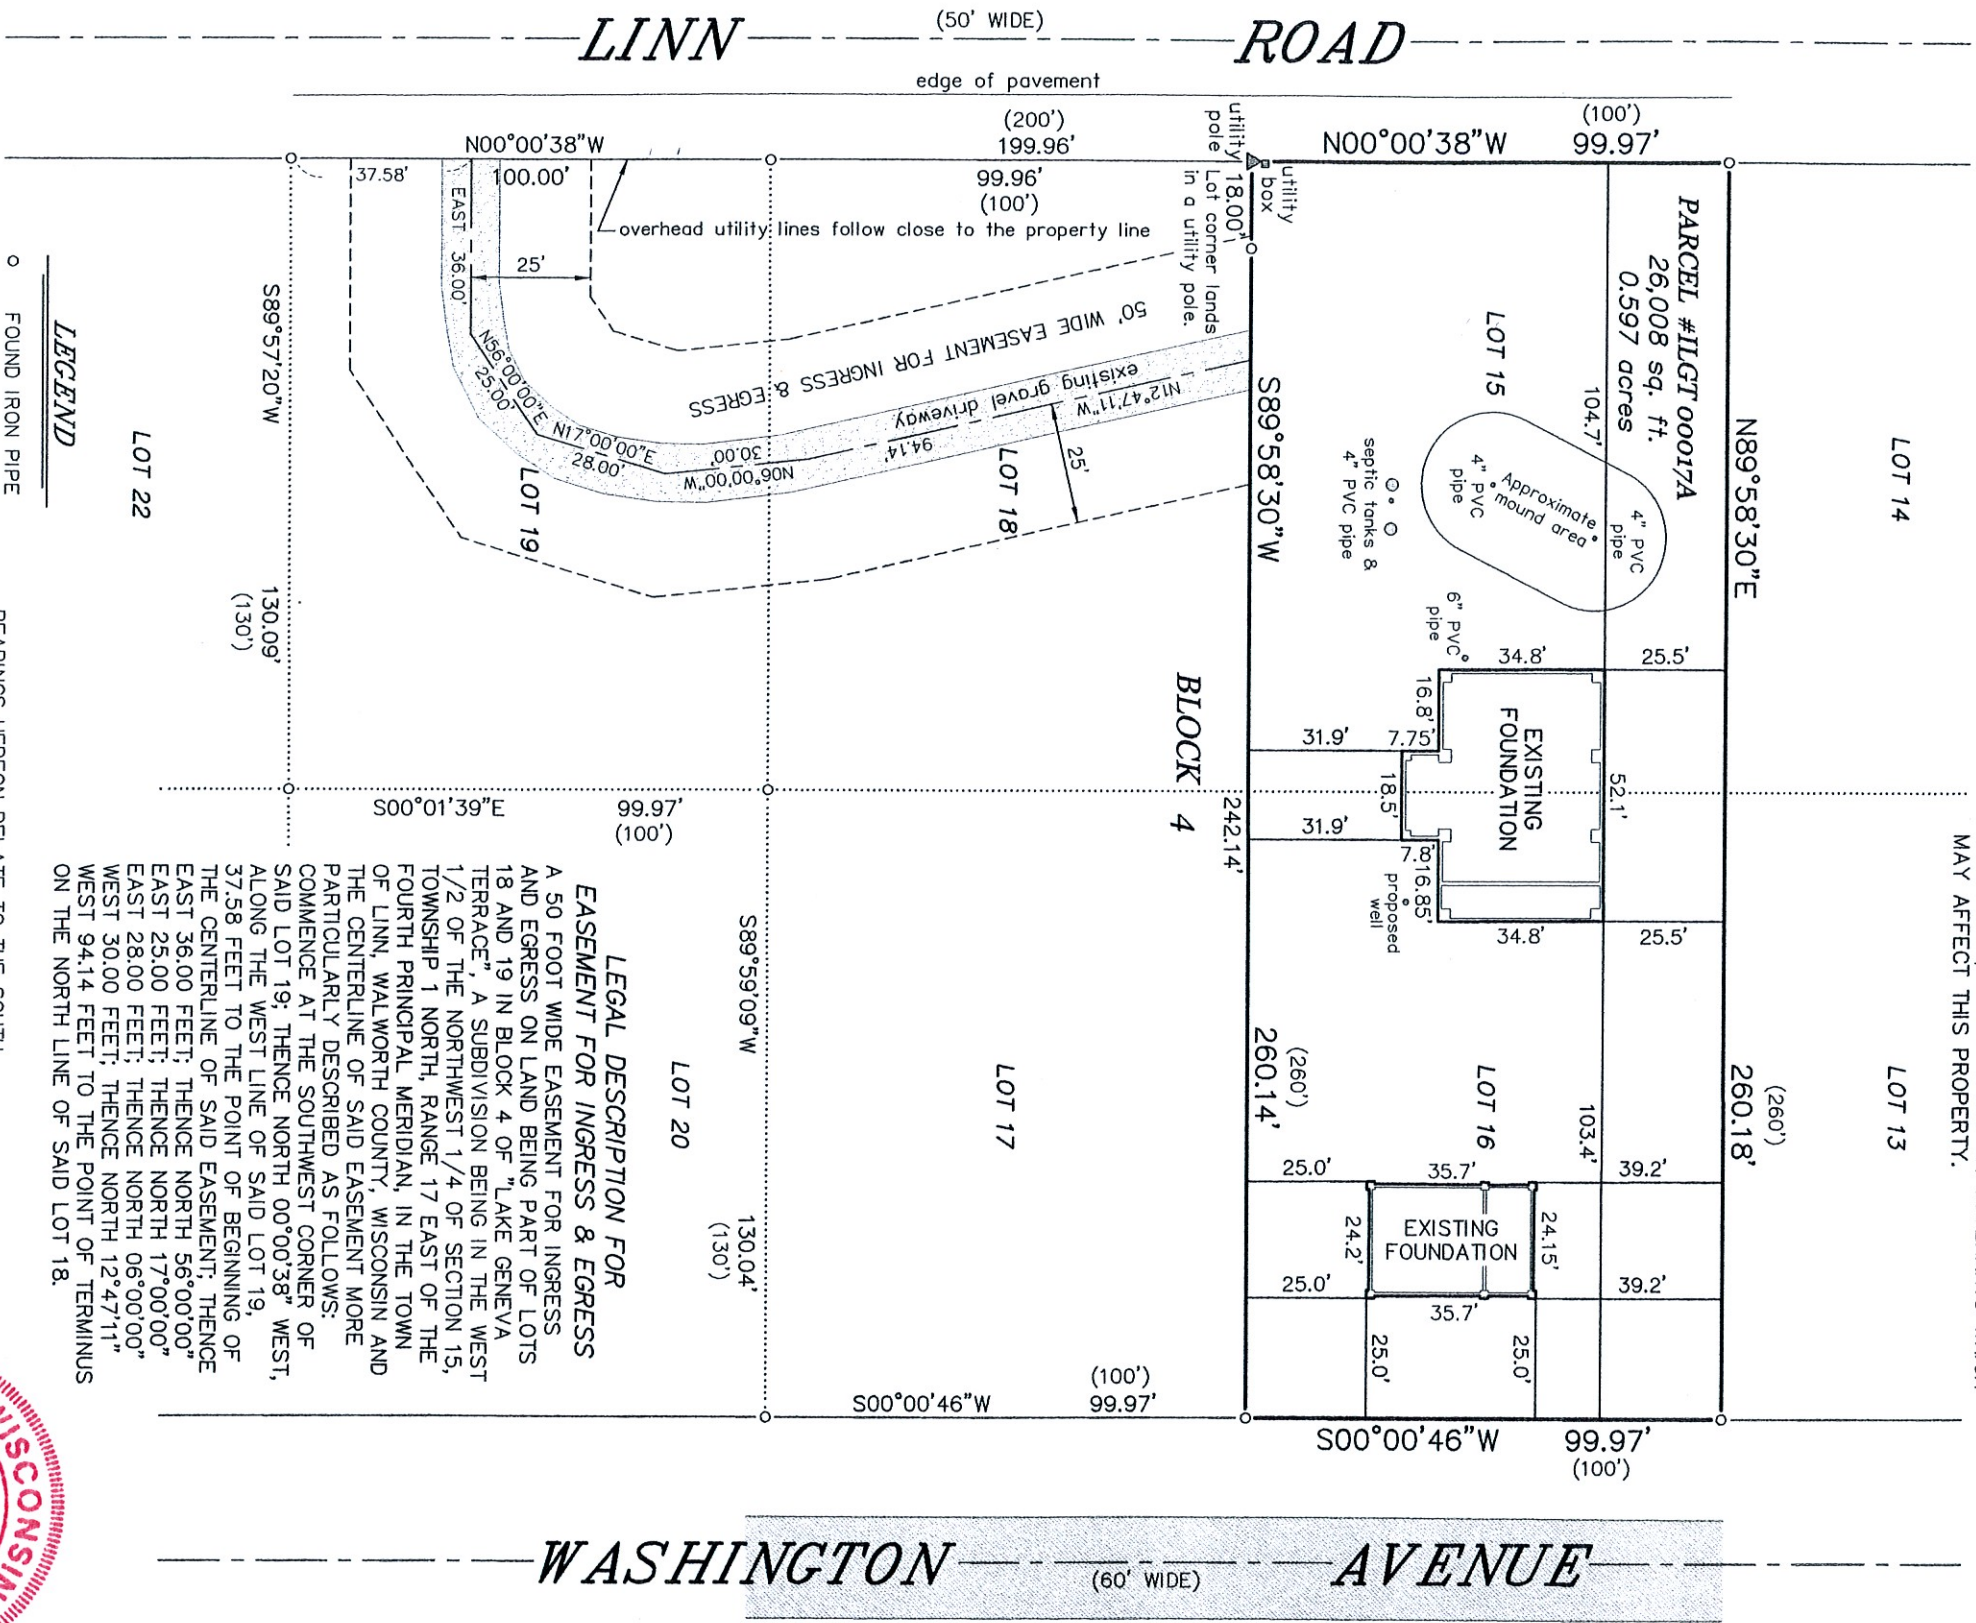 LINN
(50' WIDE)
ROAD
edge of pavement
N00°00'38"W
100.00'
37.58'
(200')
199.96'
99.96'
(100')
utility
pole
18.00'
Lot corner lands
in a utility pole.
utility
box
N00°00'38"W
(100')
99.97'
overhead utility lines follow close to the property line
PARCEL #ILGT 00017A
26,008 sq. ft.
0.597 acres
LOT 15
104.7'
N89°58'30"E
LOT 14
EAST 36.00'
25'
N56°00'00"E
25.00'
N17°00'00"E
28.00'
N06°00'00"W
30.00'
N12°47'11"W
94.14'
existing gravel driveway
50' WIDE EASEMENT FOR INGRESS & EGRESS
25'
LOT 18
LOT 19
S89°58'30"W
septic tanks &
4" PVC pipe
Approximate
mound area
4" PVC
pipe
4" PVC
pipe
6" PVC
pipe
S89°57'20"W
130.09'
(130')
LOT 22
LEGEND
FOUND IRON PIPE
34.8'
25.5'
16.8'
31.9'
7.75'
EXISTING
FOUNDATION
52.1'
18.5'
31.9'
7.8'
16.85'
proposed
well
34.8'
25.5'
BLOCK 4
242.14'
S00°01'39"E
99.97'
(100')
MAY AFFECT THIS PROPERTY.
LOT 13
(260')
260.18'
(260')
260.14'
LOT 16
103.4'
25.0'
35.7'
39.2'
24.2'
EXISTING
FOUNDATION
24.15'
25.0'
35.7'
39.2'
25.0'
25.0'
LOT 17
S89°59'09"W
130.04'
(130')
LOT 20
LEGAL DESCRIPTION FOR
EASEMENT FOR INGRESS & EGRESS
A 50 FOOT WIDE EASEMENT FOR INGRESS
AND EGRESS ON LAND BEING PART OF LOTS
18 AND 19 IN BLOCK 4 OF "LAKE GENEVA
TERRACE", A SUBDIVISION BEING IN THE WEST
1/2 OF THE NORTHWEST 1/4 OF SECTION 15,
TOWNSHIP 1 NORTH, RANGE 17 EAST OF THE
FOURTH PRINCIPAL MERIDIAN, IN THE TOWN
OF LINN, WALWORTH COUNTY, WISCONSIN AND
THE CENTERLINE OF SAID EASEMENT MORE
PARTICULARLY DESCRIBED AS FOLLOWS:
COMMENCE AT THE SOUTHWEST CORNER OF
SAID LOT 19; THENCE NORTH 00°00'38" WEST,
ALONG THE WEST LINE OF SAID LOT 19,
37.58 FEET TO THE POINT OF BEGINNING OF
THE CENTERLINE OF SAID EASEMENT; THENCE
EAST 36.00 FEET; THENCE NORTH 56°00'00"
EAST 25.00 FEET; THENCE NORTH 17°00'00"
EAST 28.00 FEET; THENCE NORTH 06°00'00"
WEST 30.00 FEET; THENCE NORTH 12°47'11"
WEST 94.14 FEET TO THE POINT OF TERMINUS
ON THE NORTH LINE OF SAID LOT 18.
S00°00'46"W
(100')
99.97'
S00°00'46"W
99.97'
(100')
WISCONSIN
WASHINGTON
(60' WIDE)
AVENUE